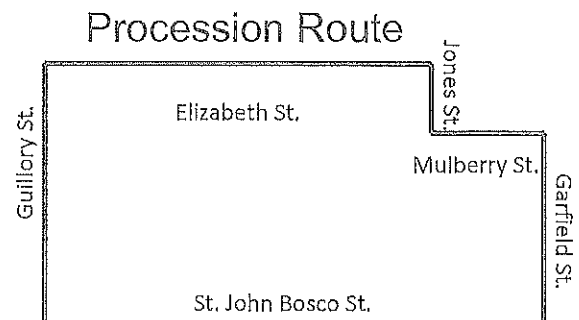 Procession Route
Jones St.
Elizabeth St.
Guillory St.
Mulberry St.
Garfield St.
St. John Bosco St.